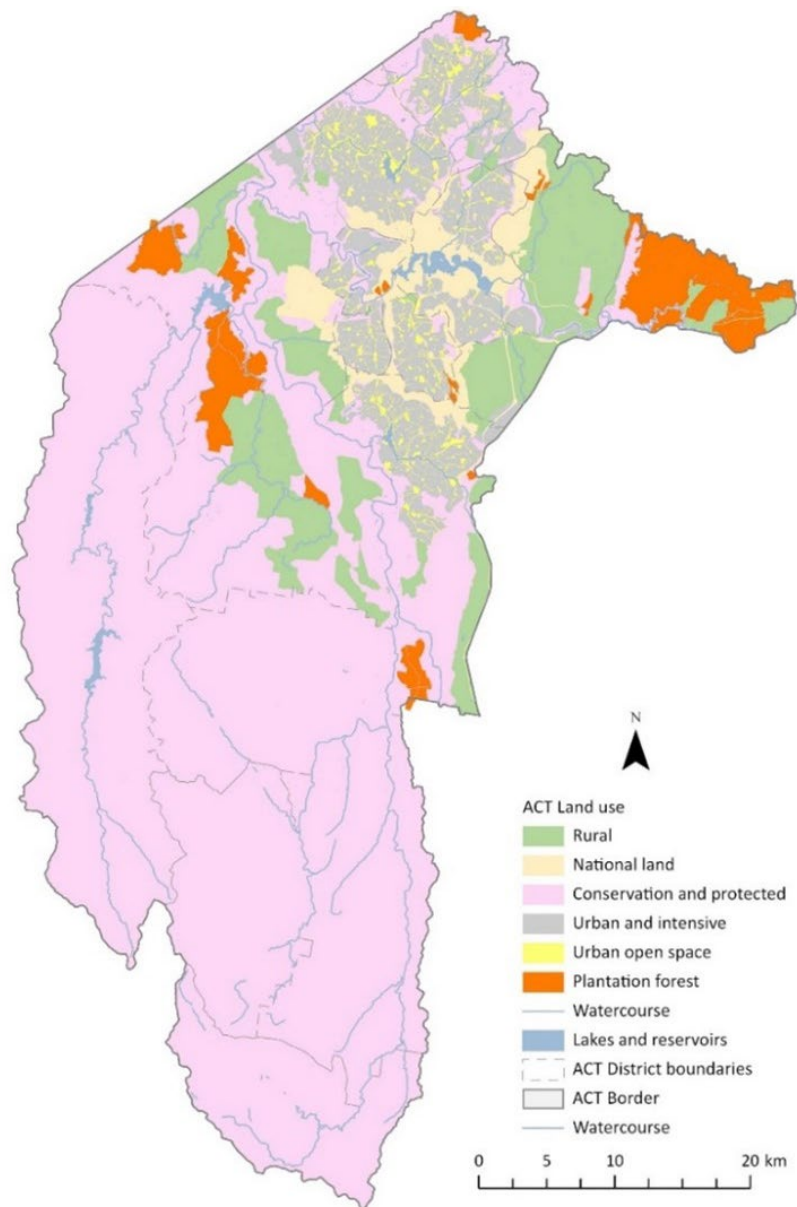 N
ACT Land use
Rural
National land
Conservation and protected
Urban and intensive
Urban open space
Plantation forest
Watercourse
Lakes and reservoirs
ACT District boundaries
ACT Border
Watercourse
0 5 10 20 km